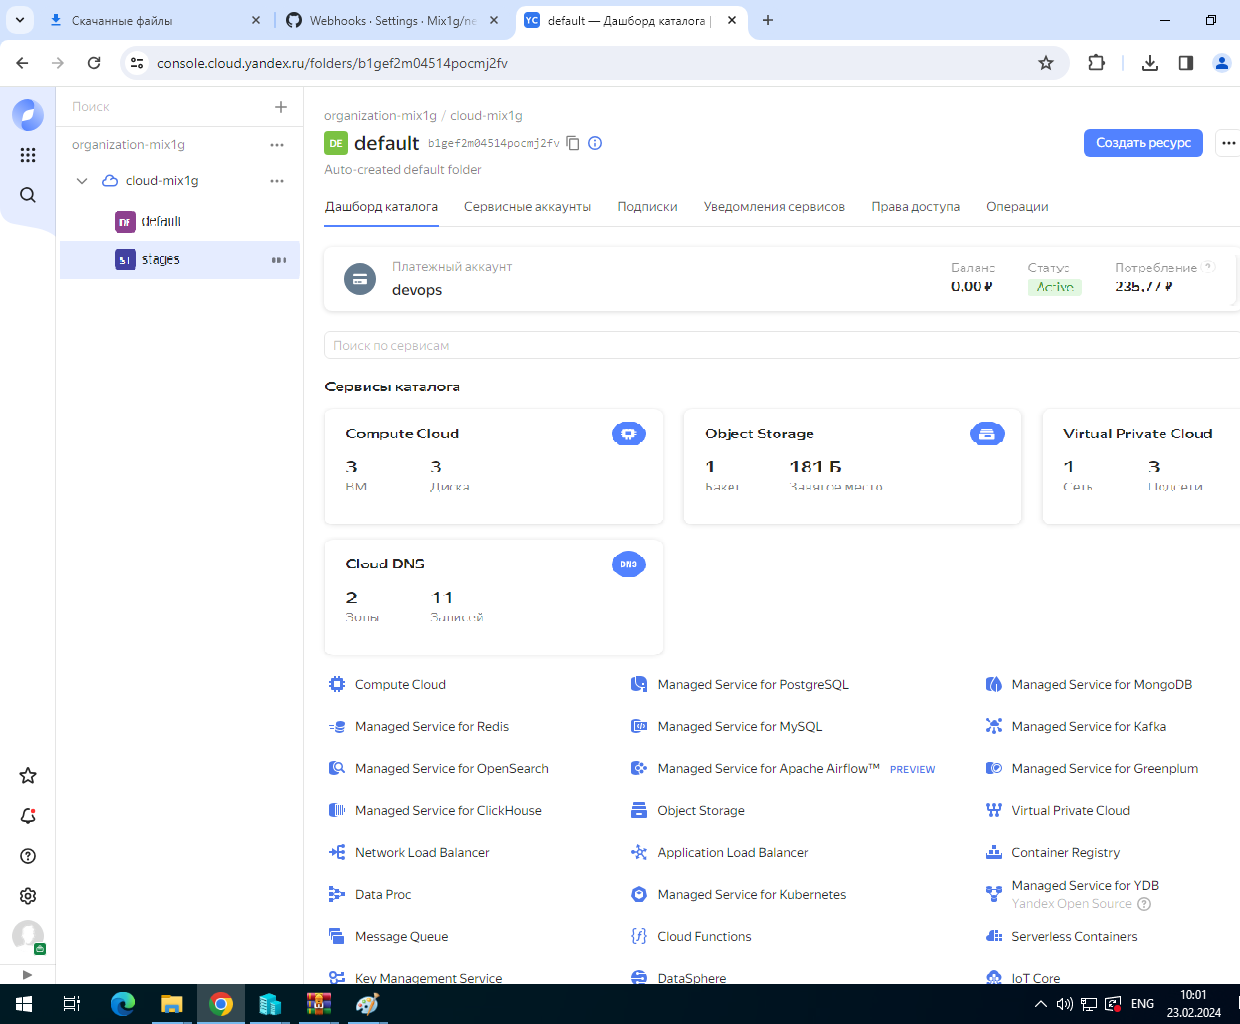 Скачанные файлы
Webhooks · Settings · Mix1g/ne
YC default — Дашборд каталога |
console.cloud.yandex.ru/folders/b1gef2m04514pocmj2fv
Поиск
organization-mix1g
cloud-mix1g
default
stages
organization-mix1g / cloud-mix1g
DE default b1gef2m04514pocmj2fv
Создать ресурс
Auto-created default folder
Дашборд каталога Сервисные аккаунты Подписки Уведомления сервисов Права доступа Операции
Платежный аккаунт
devops
Баланс
0,00 ₽
Статус
Active
Потребление
235,77 ₽
Поиск по сервисам
Сервисы каталога
Compute Cloud
3 3
ВМ Диска
Object Storage
1 181 Б
Бакет Занятое место
Virtual Private Cloud
1 3
Сеть Подсети
Cloud DNS
DNS
2 11
Зоны Записей
Compute Cloud
Managed Service for PostgreSQL
Managed Service for MongoDB
Managed Service for Redis
Managed Service for MySQL
Managed Service for Kafka
Managed Service for OpenSearch
Managed Service for Apache Airflow™ PREVIEW
Managed Service for Greenplum
Managed Service for ClickHouse
Object Storage
Virtual Private Cloud
Network Load Balancer
Application Load Balancer
Container Registry
Data Proc
Managed Service for Kubernetes
Managed Service for YDB
Yandex Open Source
Message Queue
Cloud Functions
Serverless Containers
Key Management Service
DataSphere
IoT Core
ENG
10:01
23.02.2024